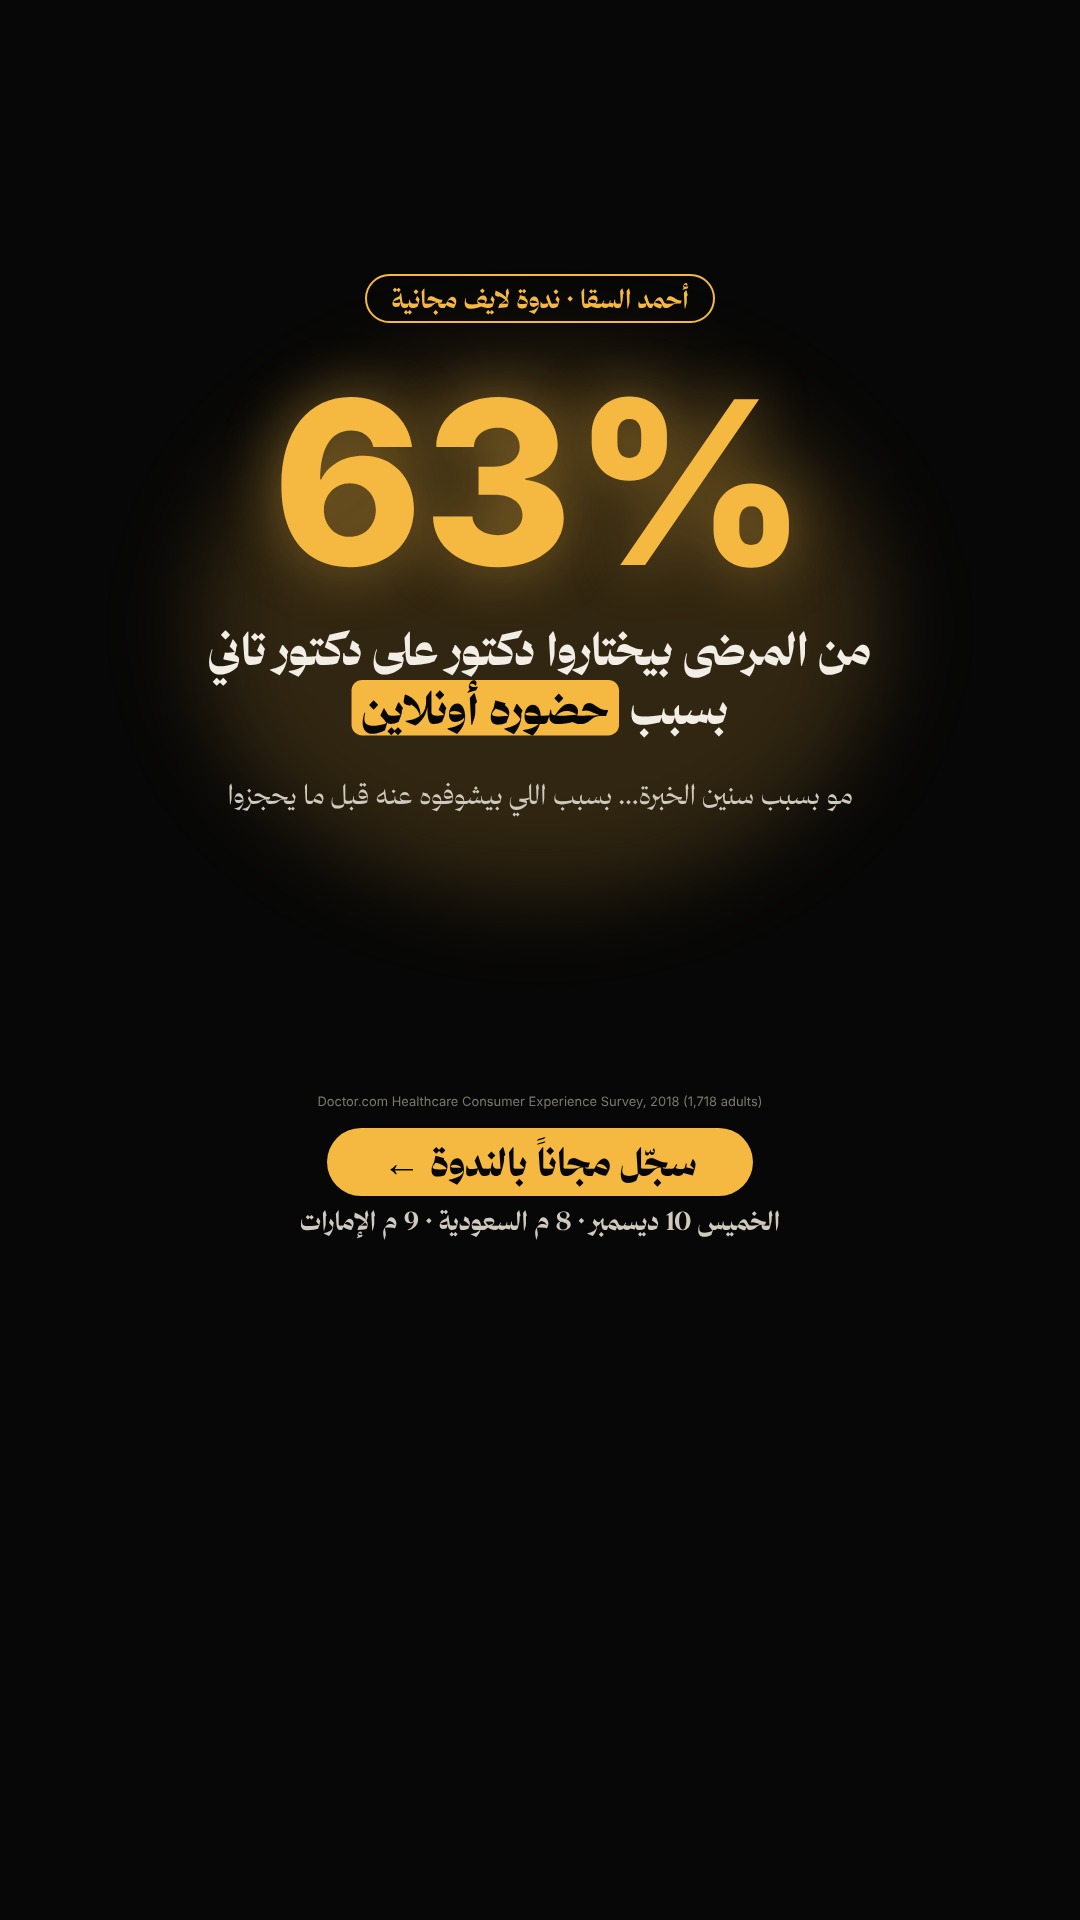 أحمد السقا · ندوة لايف مجانية
63%
من المرضى بيختاروا دكتور على دكتور تاني
بسبب حضوره أونلاين
مو بسبب سنين الخبرة... بسبب اللي بيشوفوه عنه قبل ما يحجزوا
Doctor.com Healthcare Consumer Experience Survey, 2018 (1,718 adults)
سجّل مجاناً بالندوة ←
الخميس 10 ديسمبر · 8 م السعودية · 9 م الإمارات